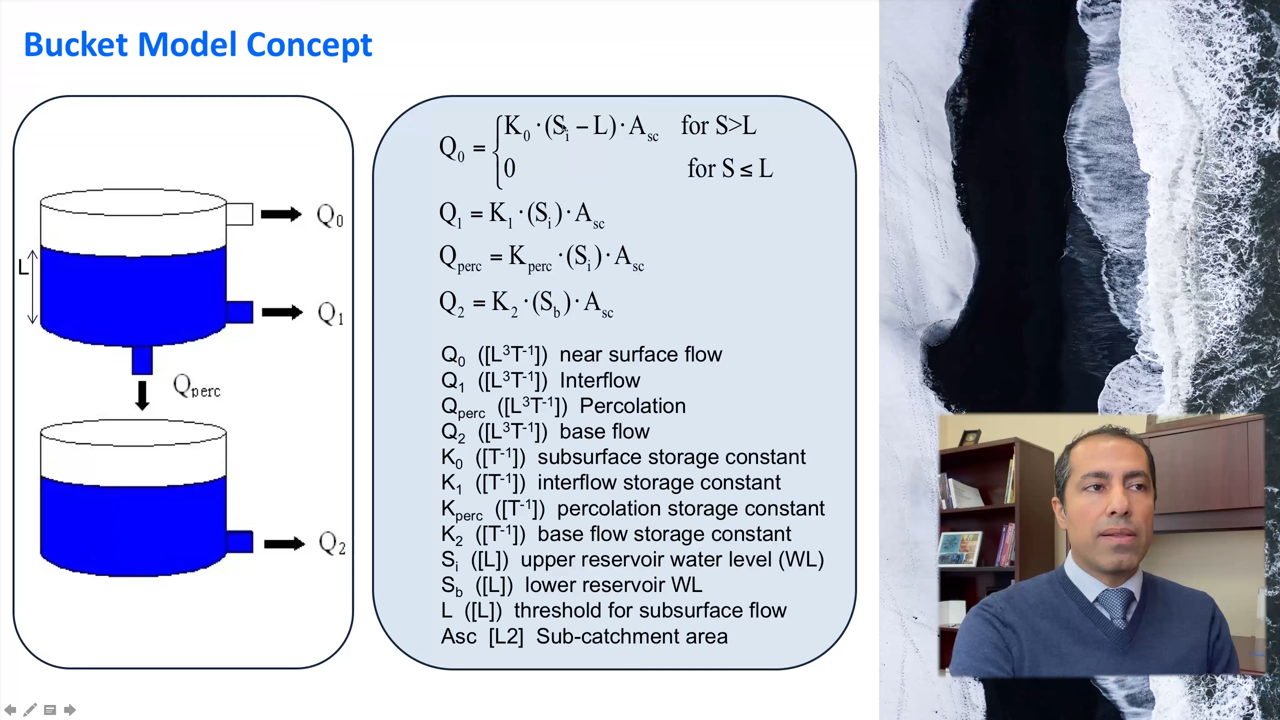 Bucket Model Concept
Q₀ = { K₀ · (Sᵢ − L) · A_sc for S>L
0 for S ≤ L
Q₁ = K₁ · (Sᵢ) · A_sc
Q_perc = K_perc · (Sᵢ) · A_sc
Q₂ = K₂ · (S_b) · A_sc
Q₀
L
Q₁
Q_perc
Q₂
Q₀ ([L³T⁻¹]) near surface flow
Q₁ ([L³T⁻¹]) Interflow
Q_perc ([L³T⁻¹]) Percolation
Q₂ ([L³T⁻¹]) base flow
K₀ ([T⁻¹]) subsurface storage constant
K₁ ([T⁻¹]) interflow storage constant
K_perc ([T⁻¹]) percolation storage constant
K₂ ([T⁻¹]) base flow storage constant
Sᵢ ([L]) upper reservoir water level (WL)
S_b ([L]) lower reservoir WL
L ([L]) threshold for subsurface flow
Asc [L2] Sub-catchment area